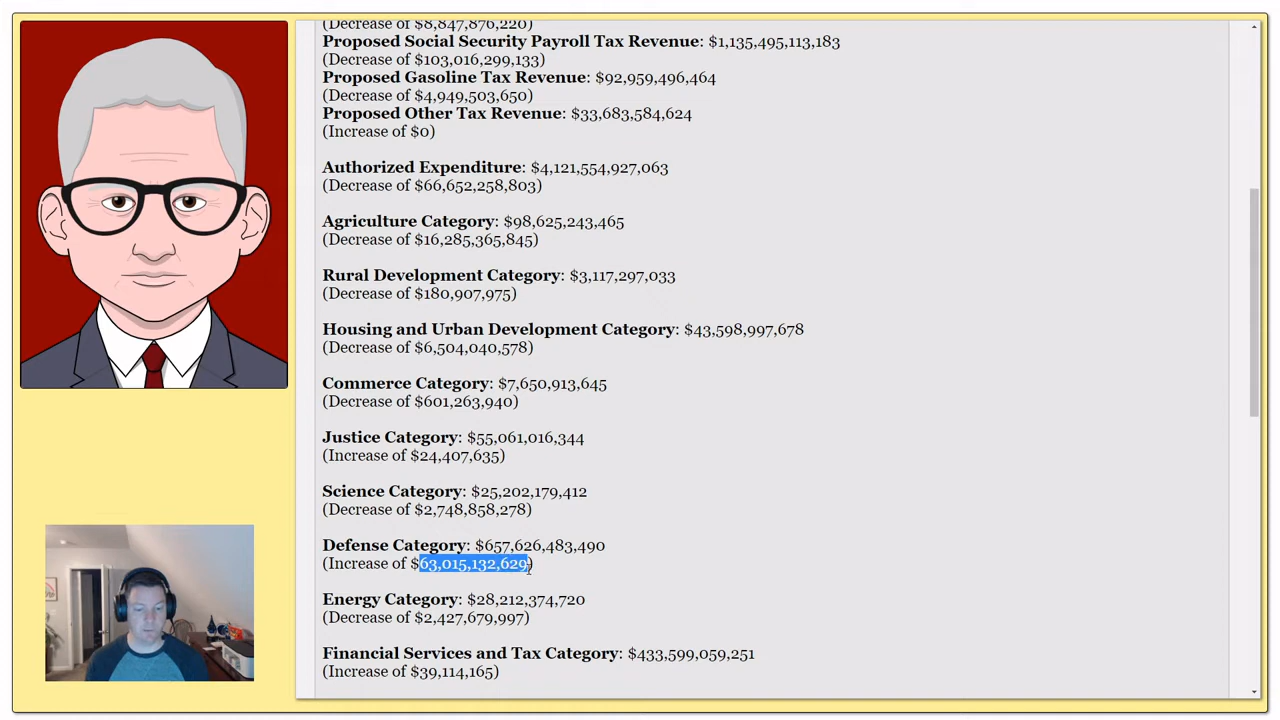 (Decrease of $8,847,876,220)
Proposed Social Security Payroll Tax Revenue: $1,135,495,113,183
(Decrease of $103,016,299,133)
Proposed Gasoline Tax Revenue: $92,959,496,464
(Decrease of $4,949,503,650)
Proposed Other Tax Revenue: $33,683,584,624
(Increase of $0)
Authorized Expenditure: $4,121,554,927,063
(Decrease of $66,652,258,803)
Agriculture Category: $98,625,243,465
(Decrease of $16,285,365,845)
Rural Development Category: $3,117,297,033
(Decrease of $180,907,975)
Housing and Urban Development Category: $43,598,997,678
(Decrease of $6,504,040,578)
Commerce Category: $7,650,913,645
(Decrease of $601,263,940)
Justice Category: $55,061,016,344
(Increase of $24,407,635)
Science Category: $25,202,179,412
(Decrease of $2,748,858,278)
Defense Category: $657,626,483,490
(Increase of $63,015,132,629)
Energy Category: $28,212,374,720
(Decrease of $2,427,679,997)
Financial Services and Tax Category: $433,599,059,251
(Increase of $39,114,165)